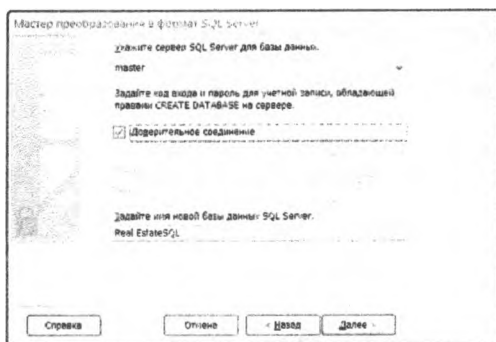 Мастер преобразования в формат SQL Server
Укажите сервер SQL Server для базы данных.
master
Задайте код входа и пароль для учетной записи, обладающей
правами CREATE DATABASE на сервере.
Доверительное соединение
Задайте имя новой базы данных SQL Server.
Real EstateSQL
Справка
Отмена
< Назад
Далее >